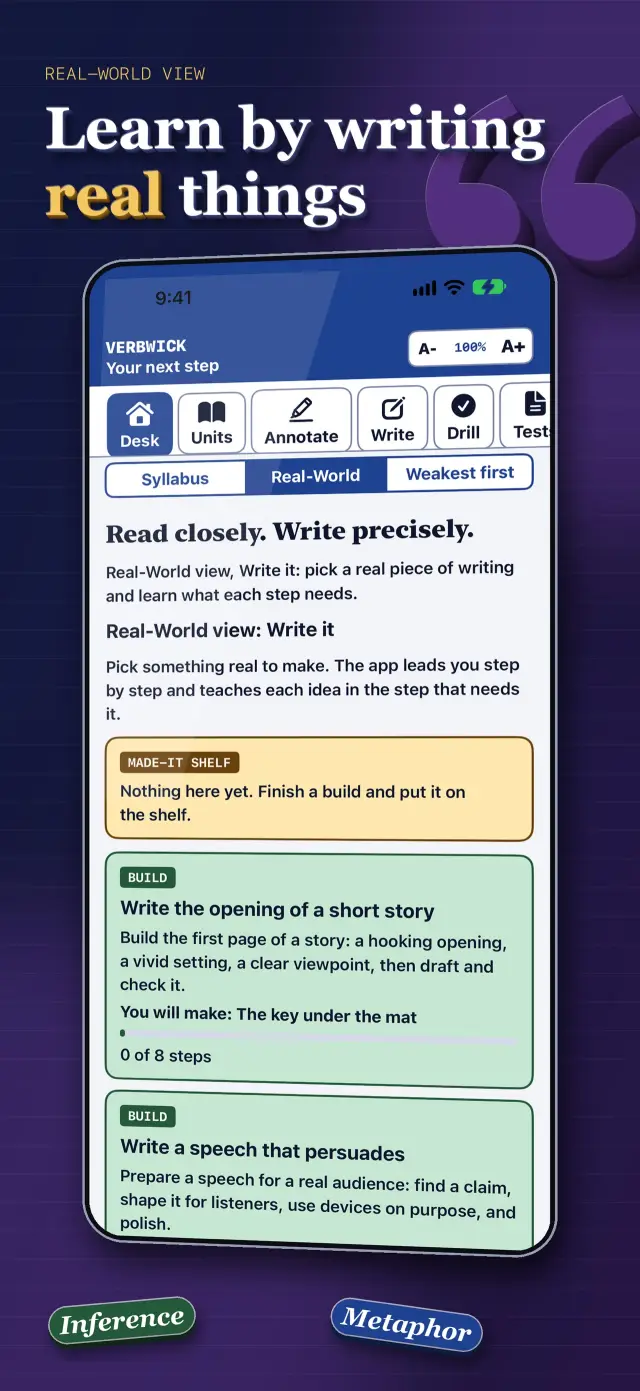 REAL—WORLD VIEW
Learn by writing
real things
9:41
VERBWICK
Your next step
A- 100% A+
Desk Units Annotate Write Drill Tests
Syllabus Real-World Weakest first
Read closely. Write precisely.
Real-World view, Write it: pick a real piece of writing
and learn what each step needs.
Real-World view: Write it
Pick something real to make. The app leads you step
by step and teaches each idea in the step that needs
it.
MADE—IT SHELF
Nothing here yet. Finish a build and put it on
the shelf.
BUILD
Write the opening of a short story
Build the first page of a story: a hooking opening,
a vivid setting, a clear viewpoint, then draft and
check it.
You will make: The key under the mat
0 of 8 steps
BUILD
Write a speech that persuades
Prepare a speech for a real audience: find a claim,
shape it for listeners, use devices on purpose, and
polish.
Inference
Metaphor